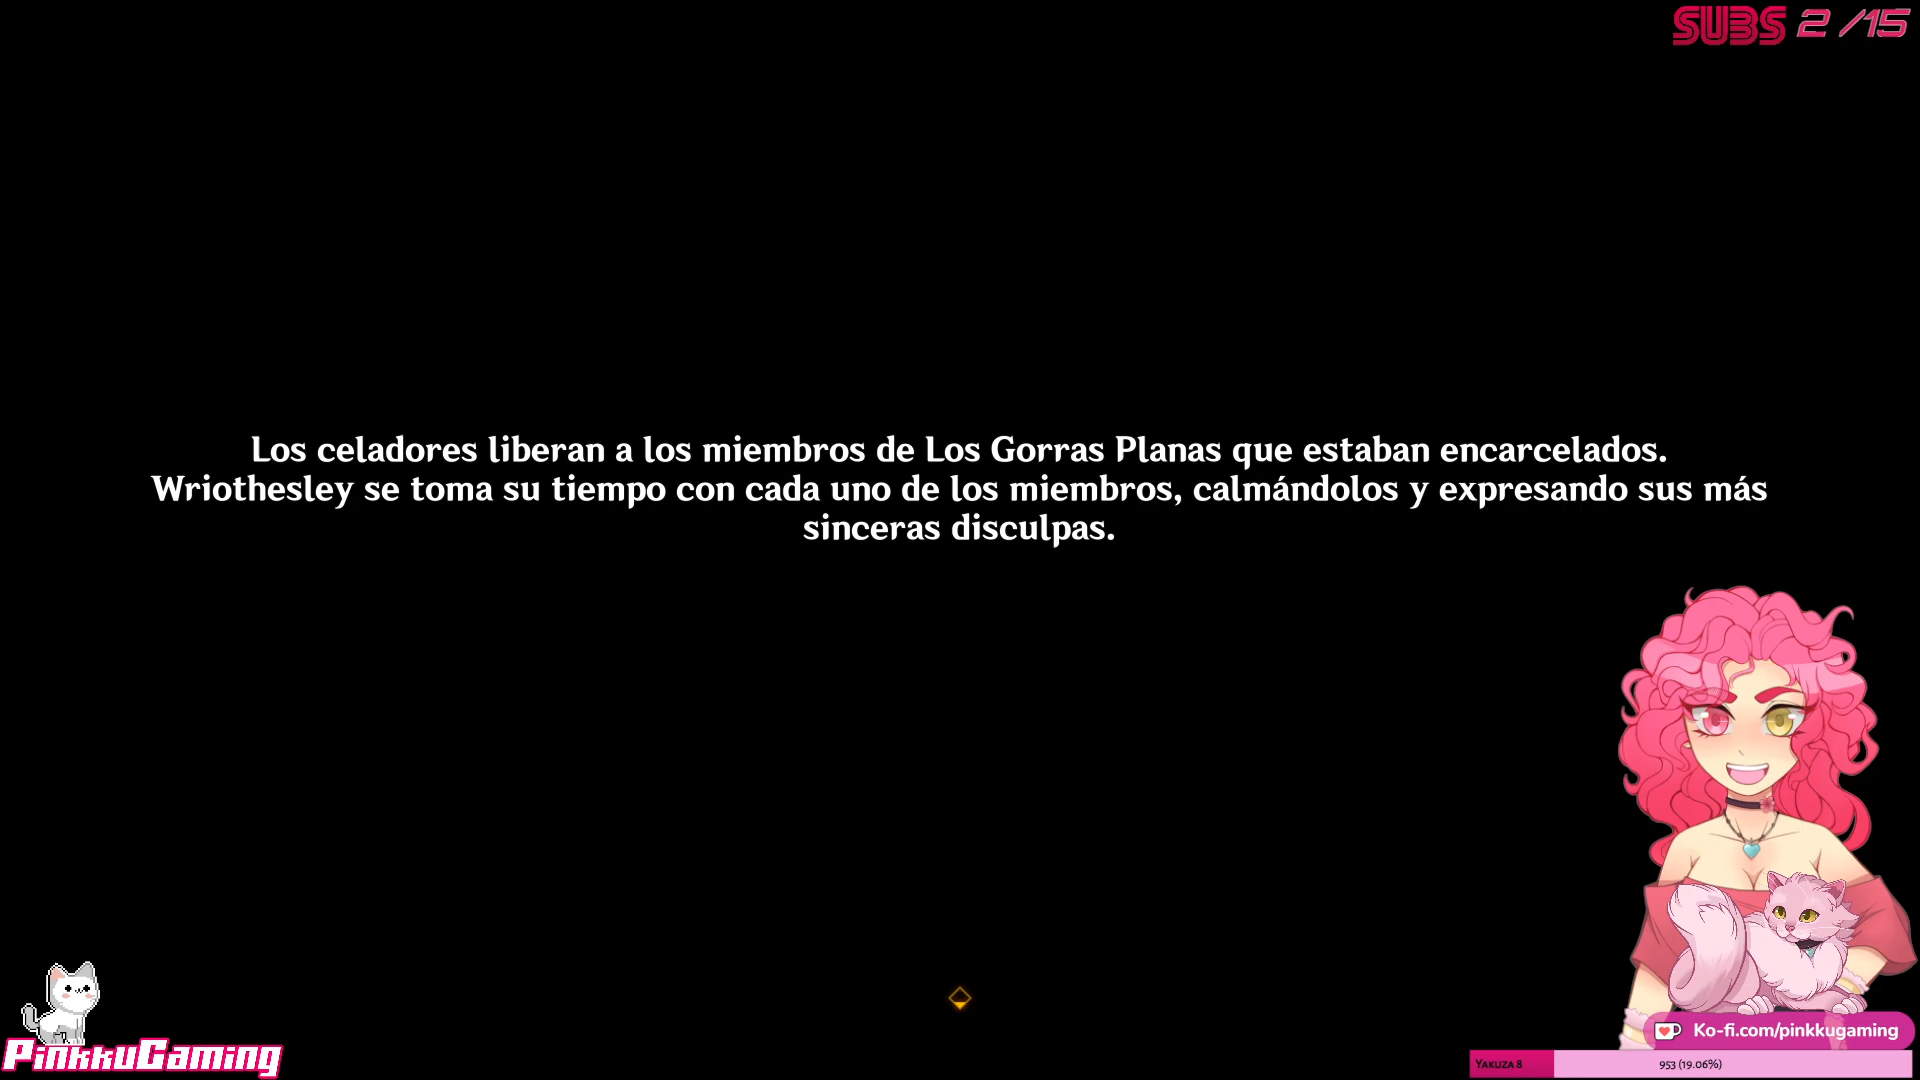 SUBS 2 /15
Los celadores liberan a los miembros de Los Gorras Planas que estaban encarcelados.
Wriothesley se toma su tiempo con cada uno de los miembros, calmándolos y expresando sus más
sinceras disculpas.
Ko-fi.com/pinkkugaming
PinkkuGaming
Yakuza 8 953 (19.06%)